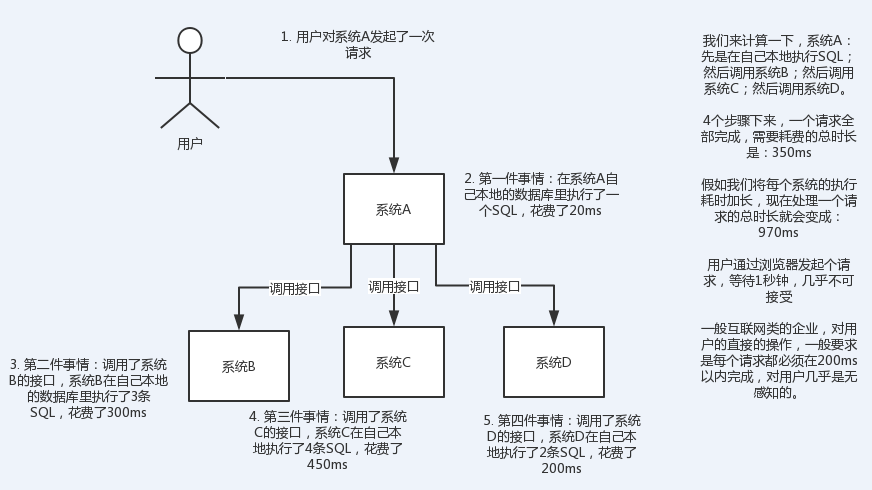 1. 用户对系统A发起了一次
请求
用户
系统A
2. 第一件事情：在系统A自
己本地的数据库里执行了一
个SQL，花费了20ms
调用接口
调用接口
调用接口
系统B
系统C
系统D
3. 第二件事情：调用了系统
B的接口，系统B在自己本地
的数据库里执行了3条
SQL，花费了300ms
4. 第三件事情：调用了系统
C的接口，系统C在自己本
地执行了4条SQL，花费了
450ms
5. 第四件事情：调用了系统
D的接口，系统D在自己本
地执行了2条SQL，花费了
200ms
我们来计算一下，系统A：
先是在自己本地执行SQL；
然后调用系统B；然后调用
系统C；然后调用系统D。
4个步骤下来，一个请求全
部完成，需要耗费的总时长
是：350ms
假如我们将每个系统的执行
耗时加长，现在处理一个请
求的总时长就会变成：
970ms
用户通过浏览器发起个请
求，等待1秒钟，几乎不可
接受
一般互联网类的企业，对用
户的直接的操作，一般要求
是每个请求都必须在200ms
以内完成，对用户几乎是无
感知的。